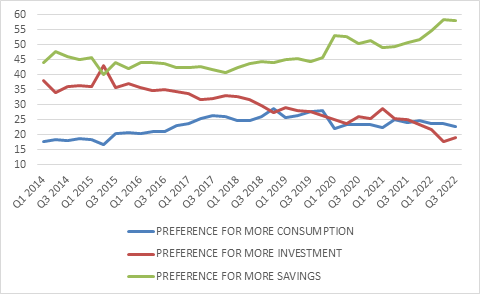 60
55
50
45
40
35
30
25
20
15
10
Q1 2014
Q3 2014
Q1 2015
Q3 2015
Q1 2016
Q3 2016
Q1 2017
Q3 2017
Q1 2018
Q3 2018
Q1 2019
Q3 2019
Q1 2020
Q3 2020
Q1 2021
Q3 2021
Q1 2022
Q3 2022
PREFERENCE FOR MORE CONSUMPTION
PREFERENCE FOR MORE INVESTMENT
PREFERENCE FOR MORE SAVINGS